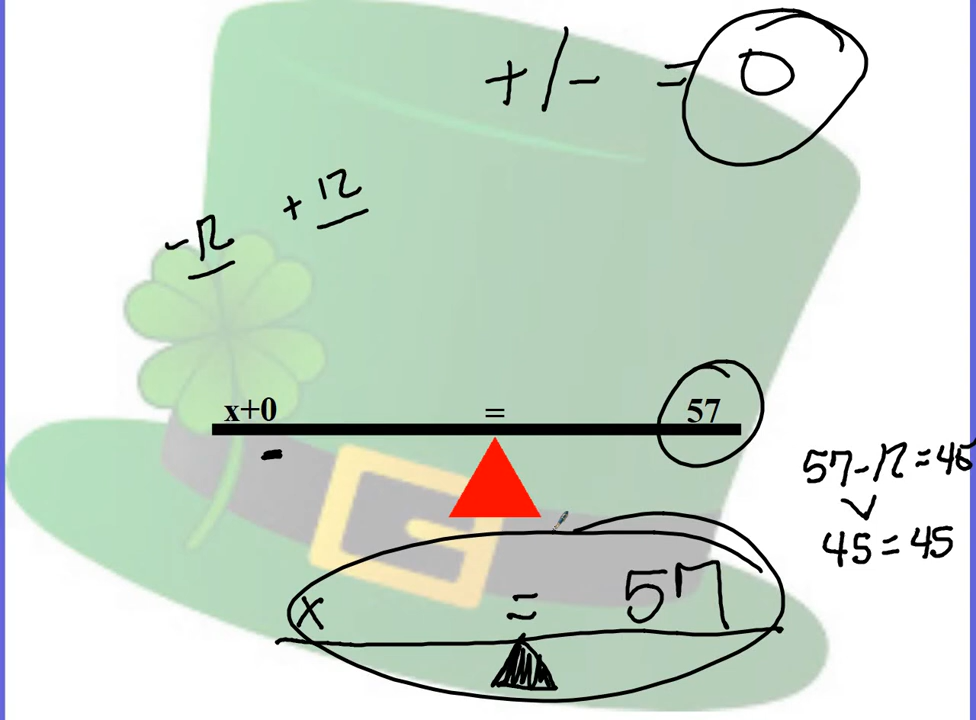 +/- = 0
-12 +12
x+0 = 57
-
57-12=45
45=45
x = 57